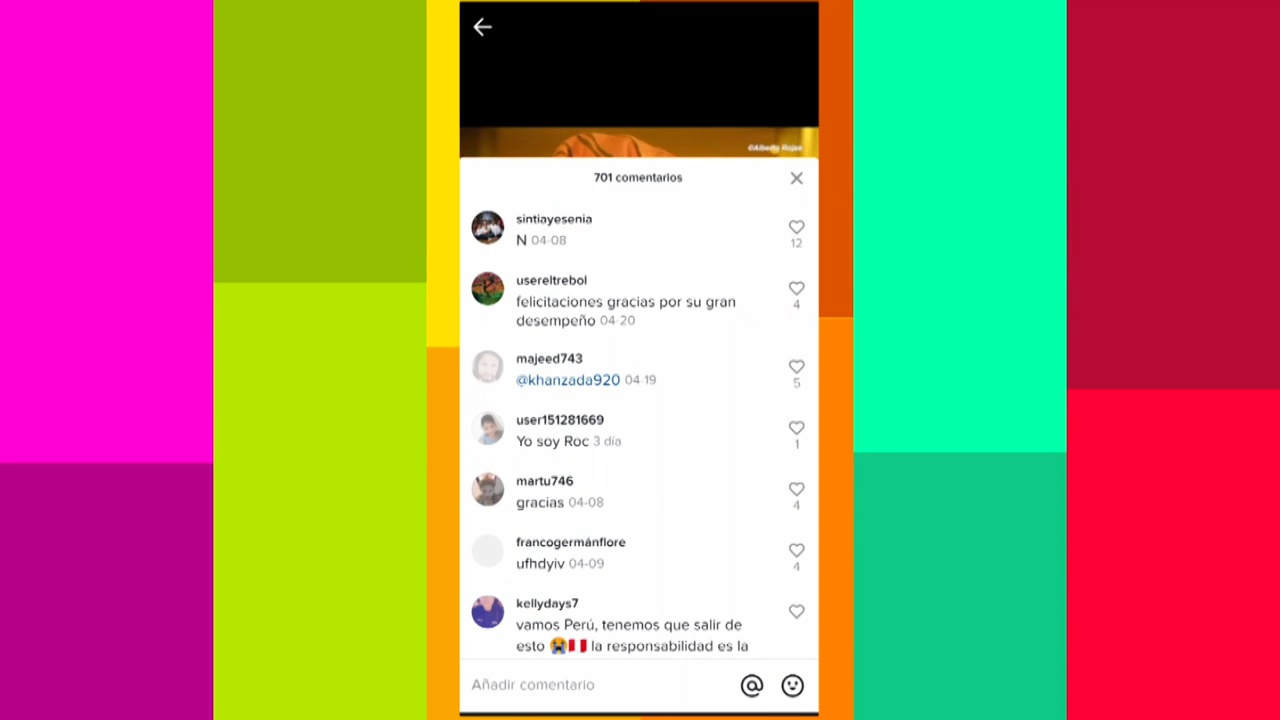 ©Alberto Rojas
701 comentarios
sintiayesenia
N 04-08
12
usereltrebol
felicitaciones gracias por su gran
desempeño 04-20
4
majeed743
@khanzada920 04-19
5
user151281669
Yo soy Roc 3 día
1
martu746
gracias 04-08
4
francogermánflore
ufhdyiv 04-09
4
kellydays7
vamos Perú, tenemos que salir de
esto 😭🇵🇪 la responsabilidad es la
Añadir comentario